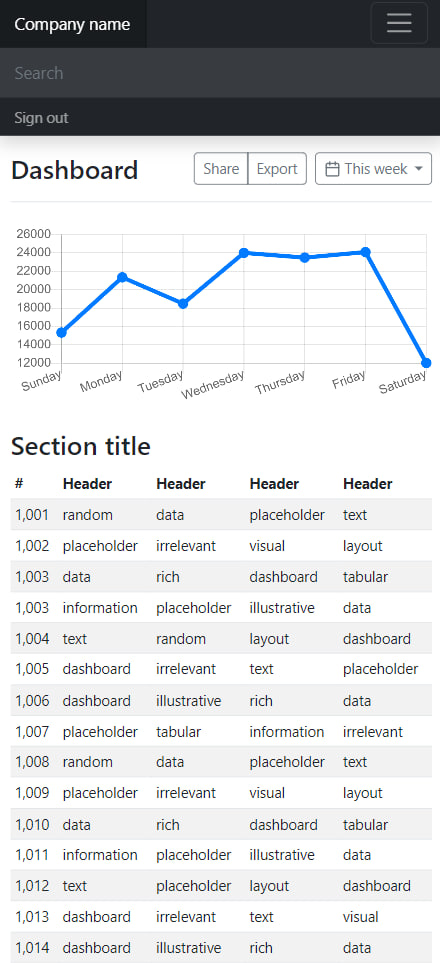 Company name
Search
Sign out
Dashboard Share Export This week
26000
24000
22000
20000
18000
16000
14000
12000
Sunday Monday Tuesday Wednesday Thursday Friday Saturday
Section title
# Header Header Header Header
1,001 random data placeholder text
1,002 placeholder irrelevant visual layout
1,003 data rich dashboard tabular
1,003 information placeholder illustrative data
1,004 text random layout dashboard
1,005 dashboard irrelevant text placeholder
1,006 dashboard illustrative rich data
1,007 placeholder tabular information irrelevant
1,008 random data placeholder text
1,009 placeholder irrelevant visual layout
1,010 data rich dashboard tabular
1,011 information placeholder illustrative data
1,012 text placeholder layout dashboard
1,013 dashboard irrelevant text visual
1,014 dashboard illustrative rich data